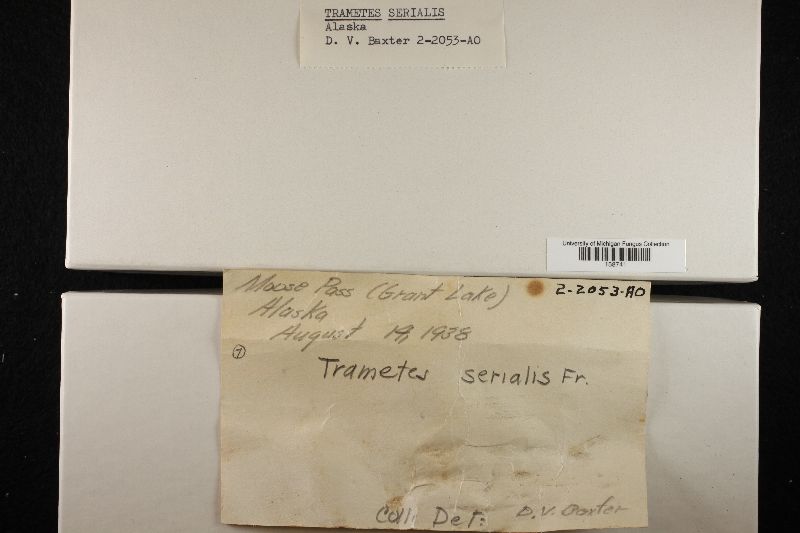 TRAMETES SERIALIS
Alaska
D. V. Baxter 2-2053-AO
University of Michigan Fungus Collection
158741
Moose Pass (Grant Lake)
2-2053-AO
Alaska
August 19, 1938
7
Trametes serialis Fr.
Coll. Det: D.V. Baxter